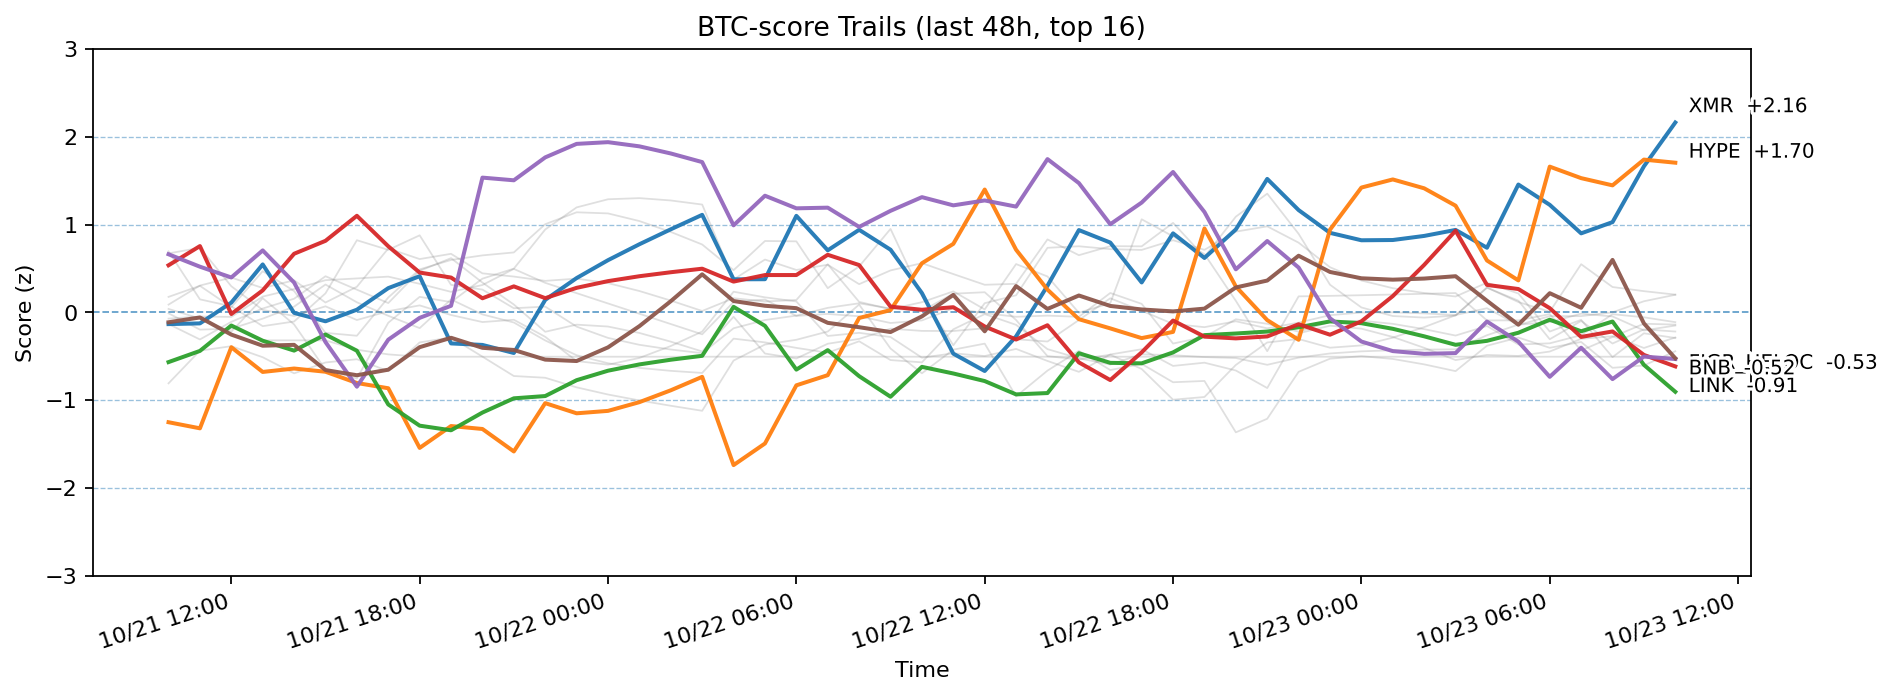 BTC-score Trails (last 48h, top 16)
3
2
1
0
−1
−2
−3
Score (z)
XMR +2.16
HYPE +1.70
-0.53
BNB -0.52
LINK -0.91
10/21 12:00
10/21 18:00
10/22 00:00
10/22 06:00
10/22 12:00
10/22 18:00
10/23 00:00
10/23 06:00
10/23 12:00
Time